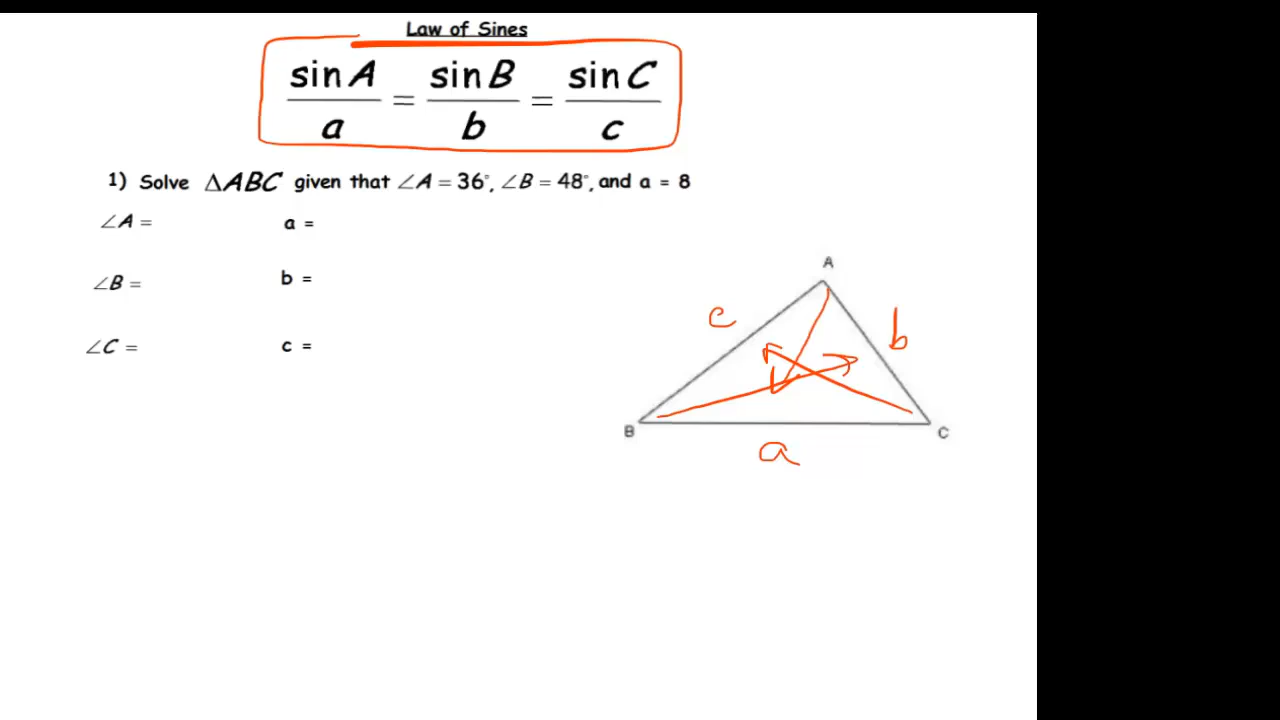 Law of Sines
sin A / a = sin B / b = sin C / c
1) Solve ΔABC given that ∠A = 36°, ∠B = 48°, and a = 8
∠A = a =
∠B = b =
∠C = c =
A
c b
B C
a